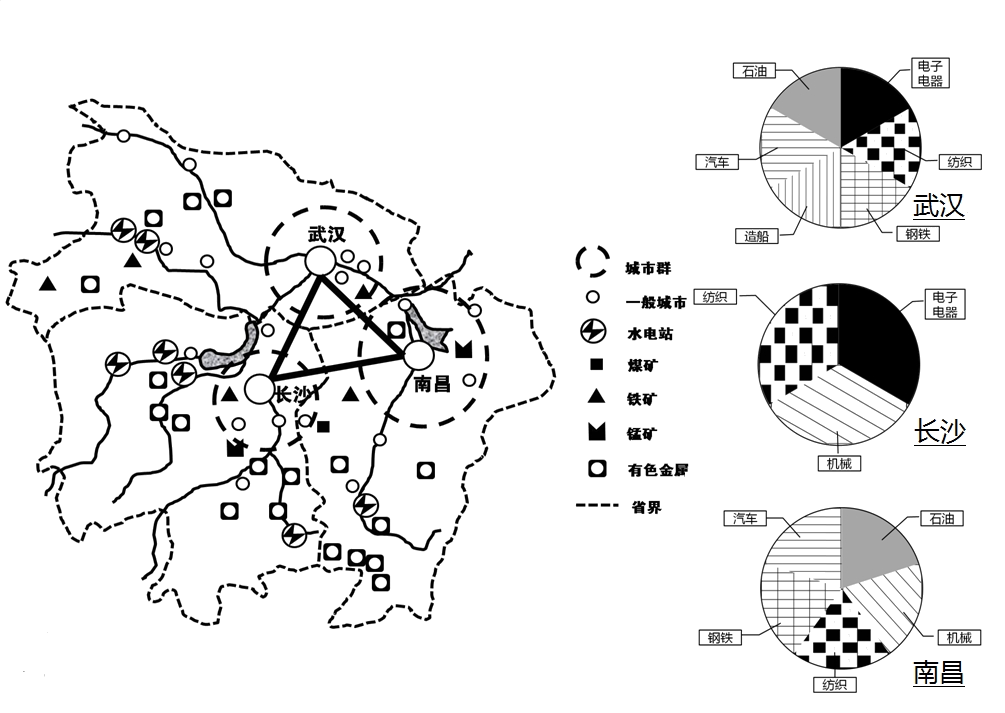 武汉
长沙
南昌
城市群
一般城市
水电站
煤矿
铁矿
锰矿
有色金属
省界
石油
电子
电器
汽车
纺织
造船
钢铁
武汉
纺织
电子
电器
机械
长沙
汽车
石油
钢铁
机械
纺织
南昌